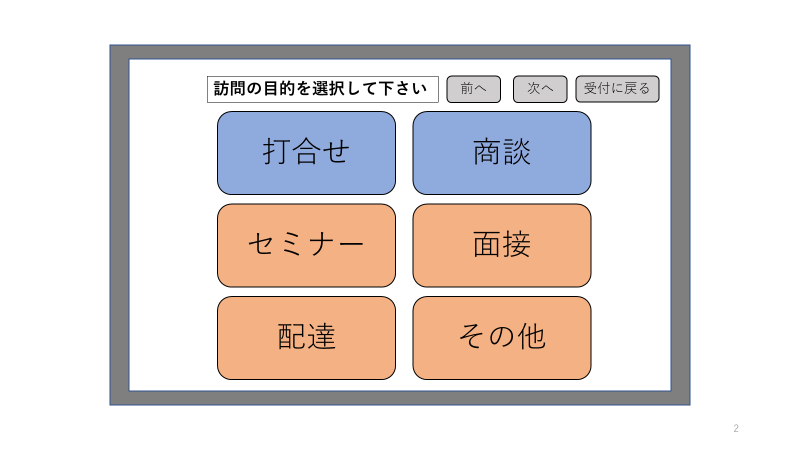 訪問の目的を選択して下さい
前へ
次へ
受付に戻る
打合せ
商談
セミナー
面接
配達
その他
2